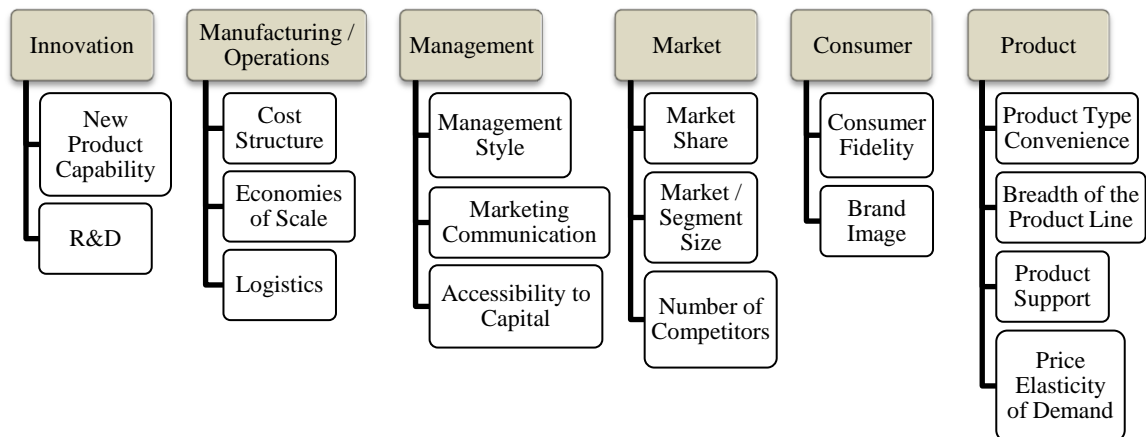 Innovation
New
Product
Capability
R&D
Manufacturing /
Operations
Cost
Structure
Economies
of Scale
Logistics
Management
Management
Style
Marketing
Communication
Accessibility to
Capital
Market
Market
Share
Market /
Segment
Size
Number of
Competitors
Consumer
Consumer
Fidelity
Brand
Image
Product
Product Type
Convenience
Breadth of the
Product Line
Product
Support
Price
Elasticity
of Demand